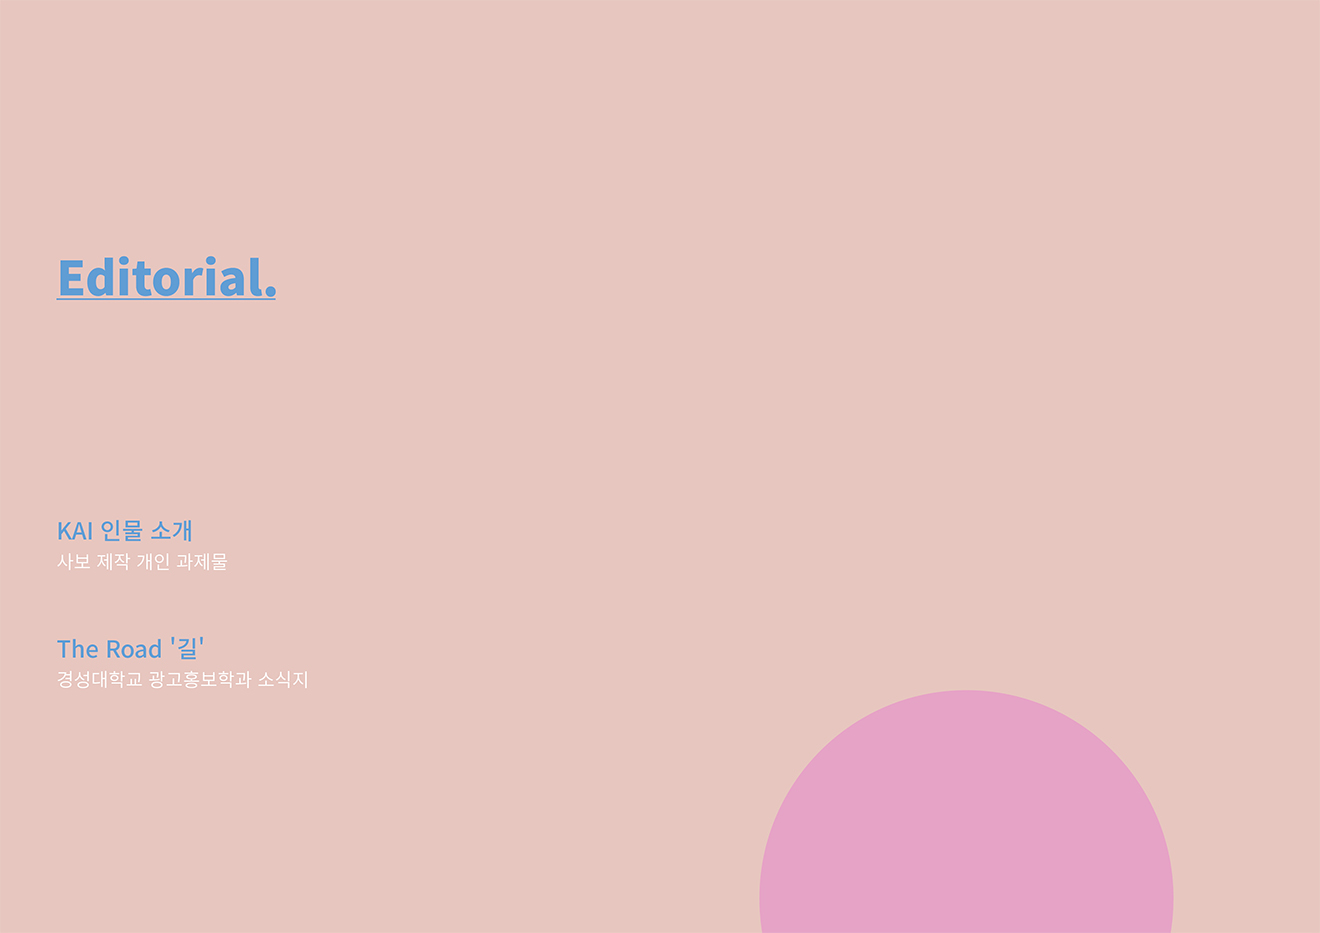 Editorial.
KAI 인물 소개
사보 제작 개인 과제물
The Road '길'
경성대학교 광고홍보학과 소식지